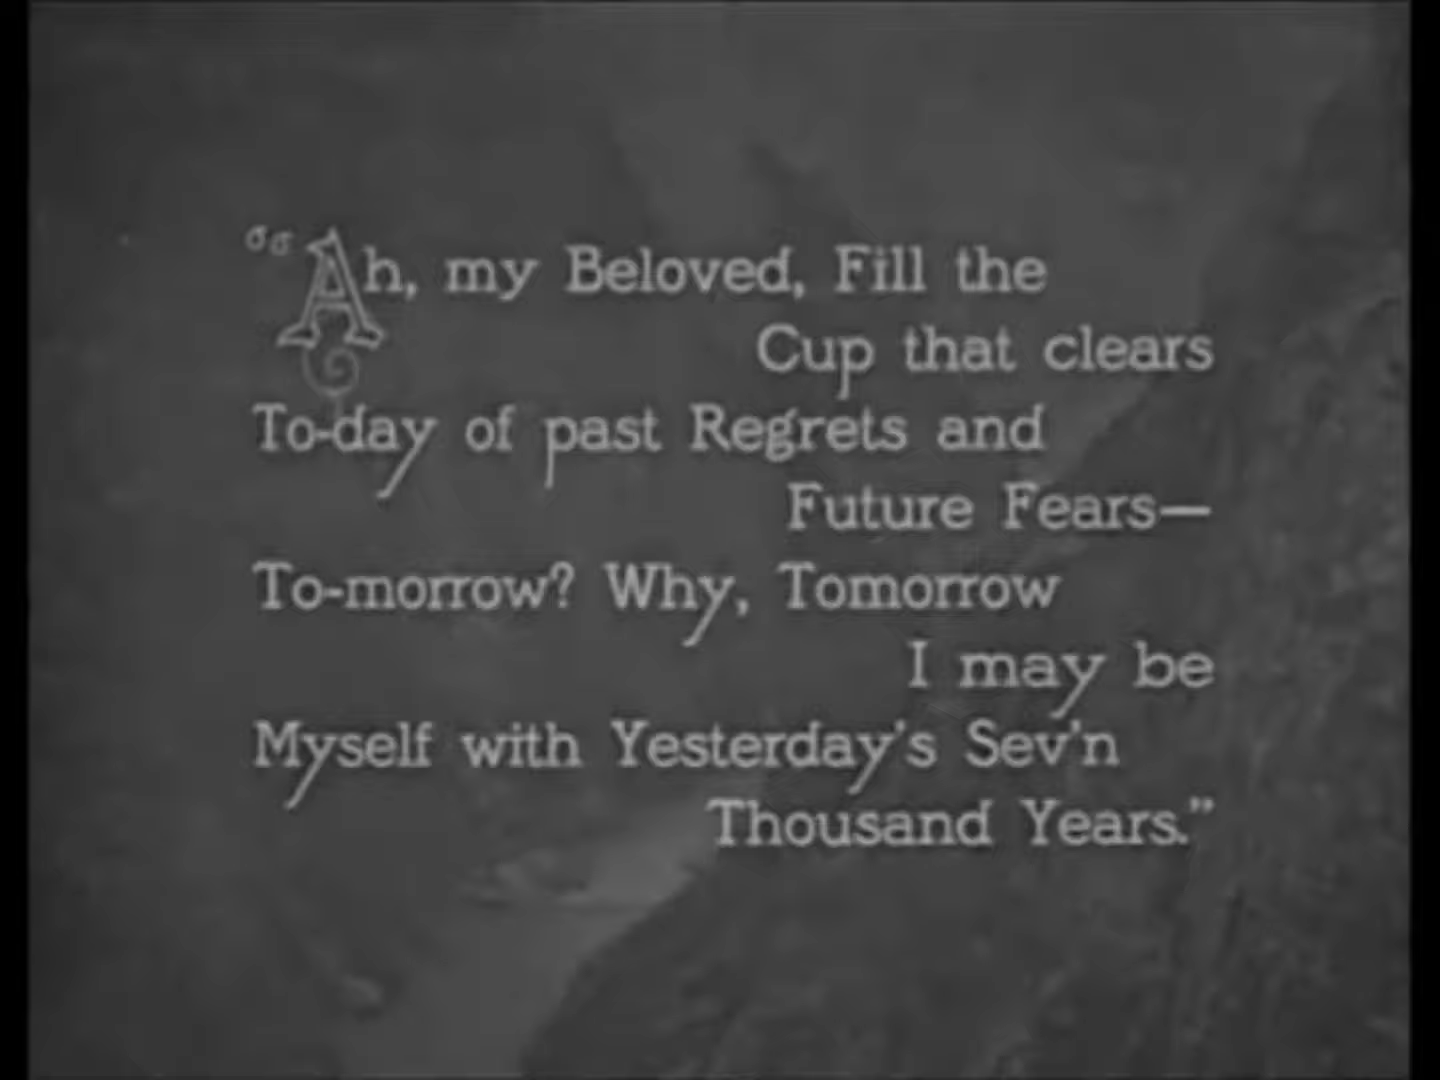 “Ah, my Beloved, Fill the
Cup that clears
To-day of past Regrets and
Future Fears—
To-morrow? Why, Tomorrow
I may be
Myself with Yesterday's Sev'n
Thousand Years.”